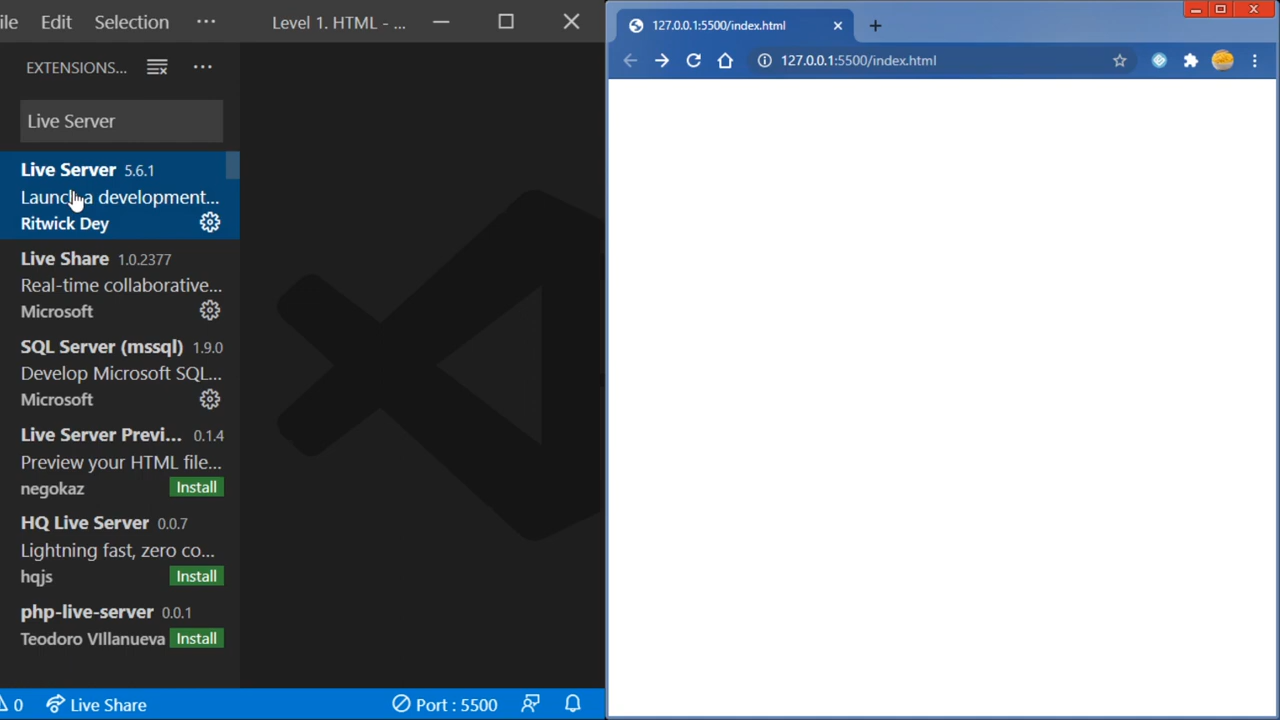 ile Edit Selection ··· Level 1. HTML - ...
EXTENSIONS... ···
Live Server
Live Server 5.6.1
Launch a development...
Ritwick Dey
Live Share 1.0.2377
Real-time collaborative...
Microsoft
SQL Server (mssql) 1.9.0
Develop Microsoft SQL...
Microsoft
Live Server Previ... 0.1.4
Preview your HTML file...
negokaz Install
HQ Live Server 0.0.7
Lightning fast, zero co...
hqjs Install
php-live-server 0.0.1
Teodoro VIllanueva Install
0 Live Share Port : 5500
127.0.0.1:5500/index.html
127.0.0.1:5500/index.html